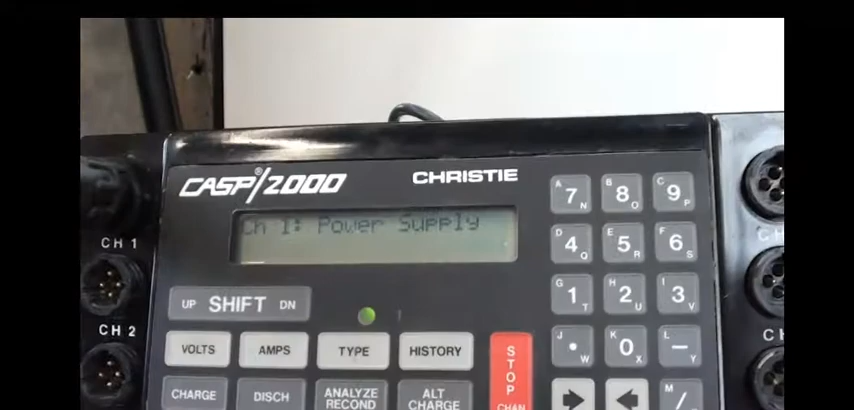 CASP®/2000
CHRISTIE
Ch 1: Power Supply
CH 1
CH 2
UP SHIFT DN
VOLTS AMPS TYPE HISTORY
CHARGE DISCH ANALYZE RECOND ALT CHARGE
STOP
CHAN
A 7 N B 8 O C 9 P
D 4 Q E 5 R F 6 S
G 1 T H 2 U I 3 V
J • W K 0 X L – Y
M /
CH
C